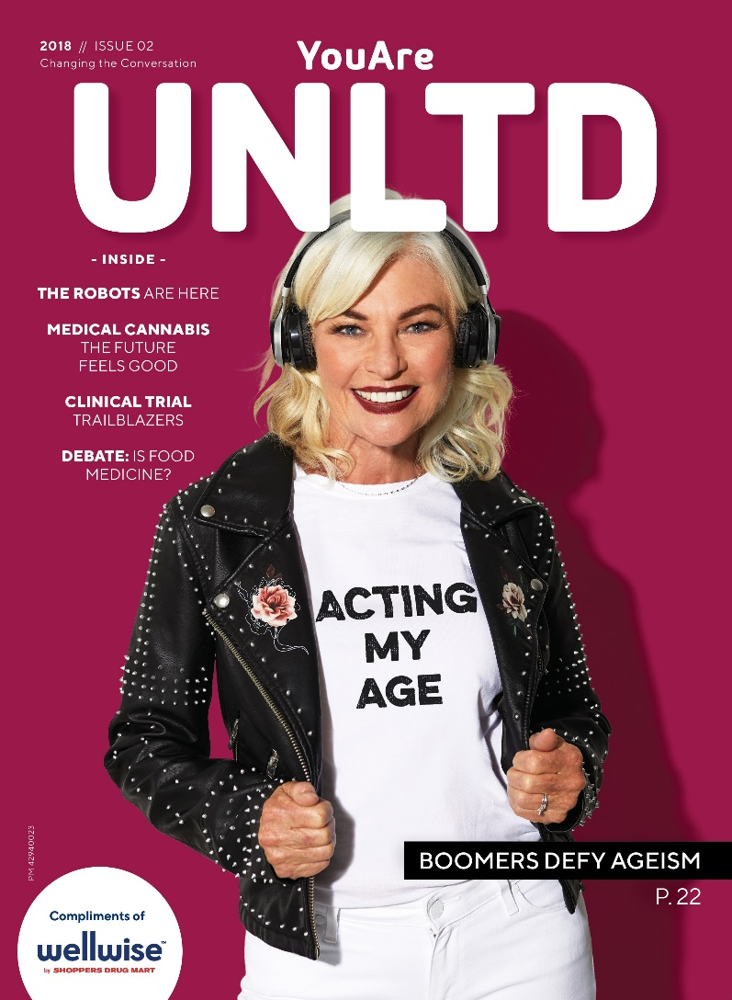 2018 // ISSUE 02
Changing the Conversation
YouAre
UNLTD
- INSIDE -
THE ROBOTS ARE HERE
MEDICAL CANNABIS
THE FUTURE
FEELS GOOD
CLINICAL TRIAL
TRAILBLAZERS
DEBATE: IS FOOD
MEDICINE?
ACTING
MY
AGE
BOOMERS DEFY AGEISM
P. 22
PM 42940023
Compliments of
wellwise™
by SHOPPERS DRUG MART